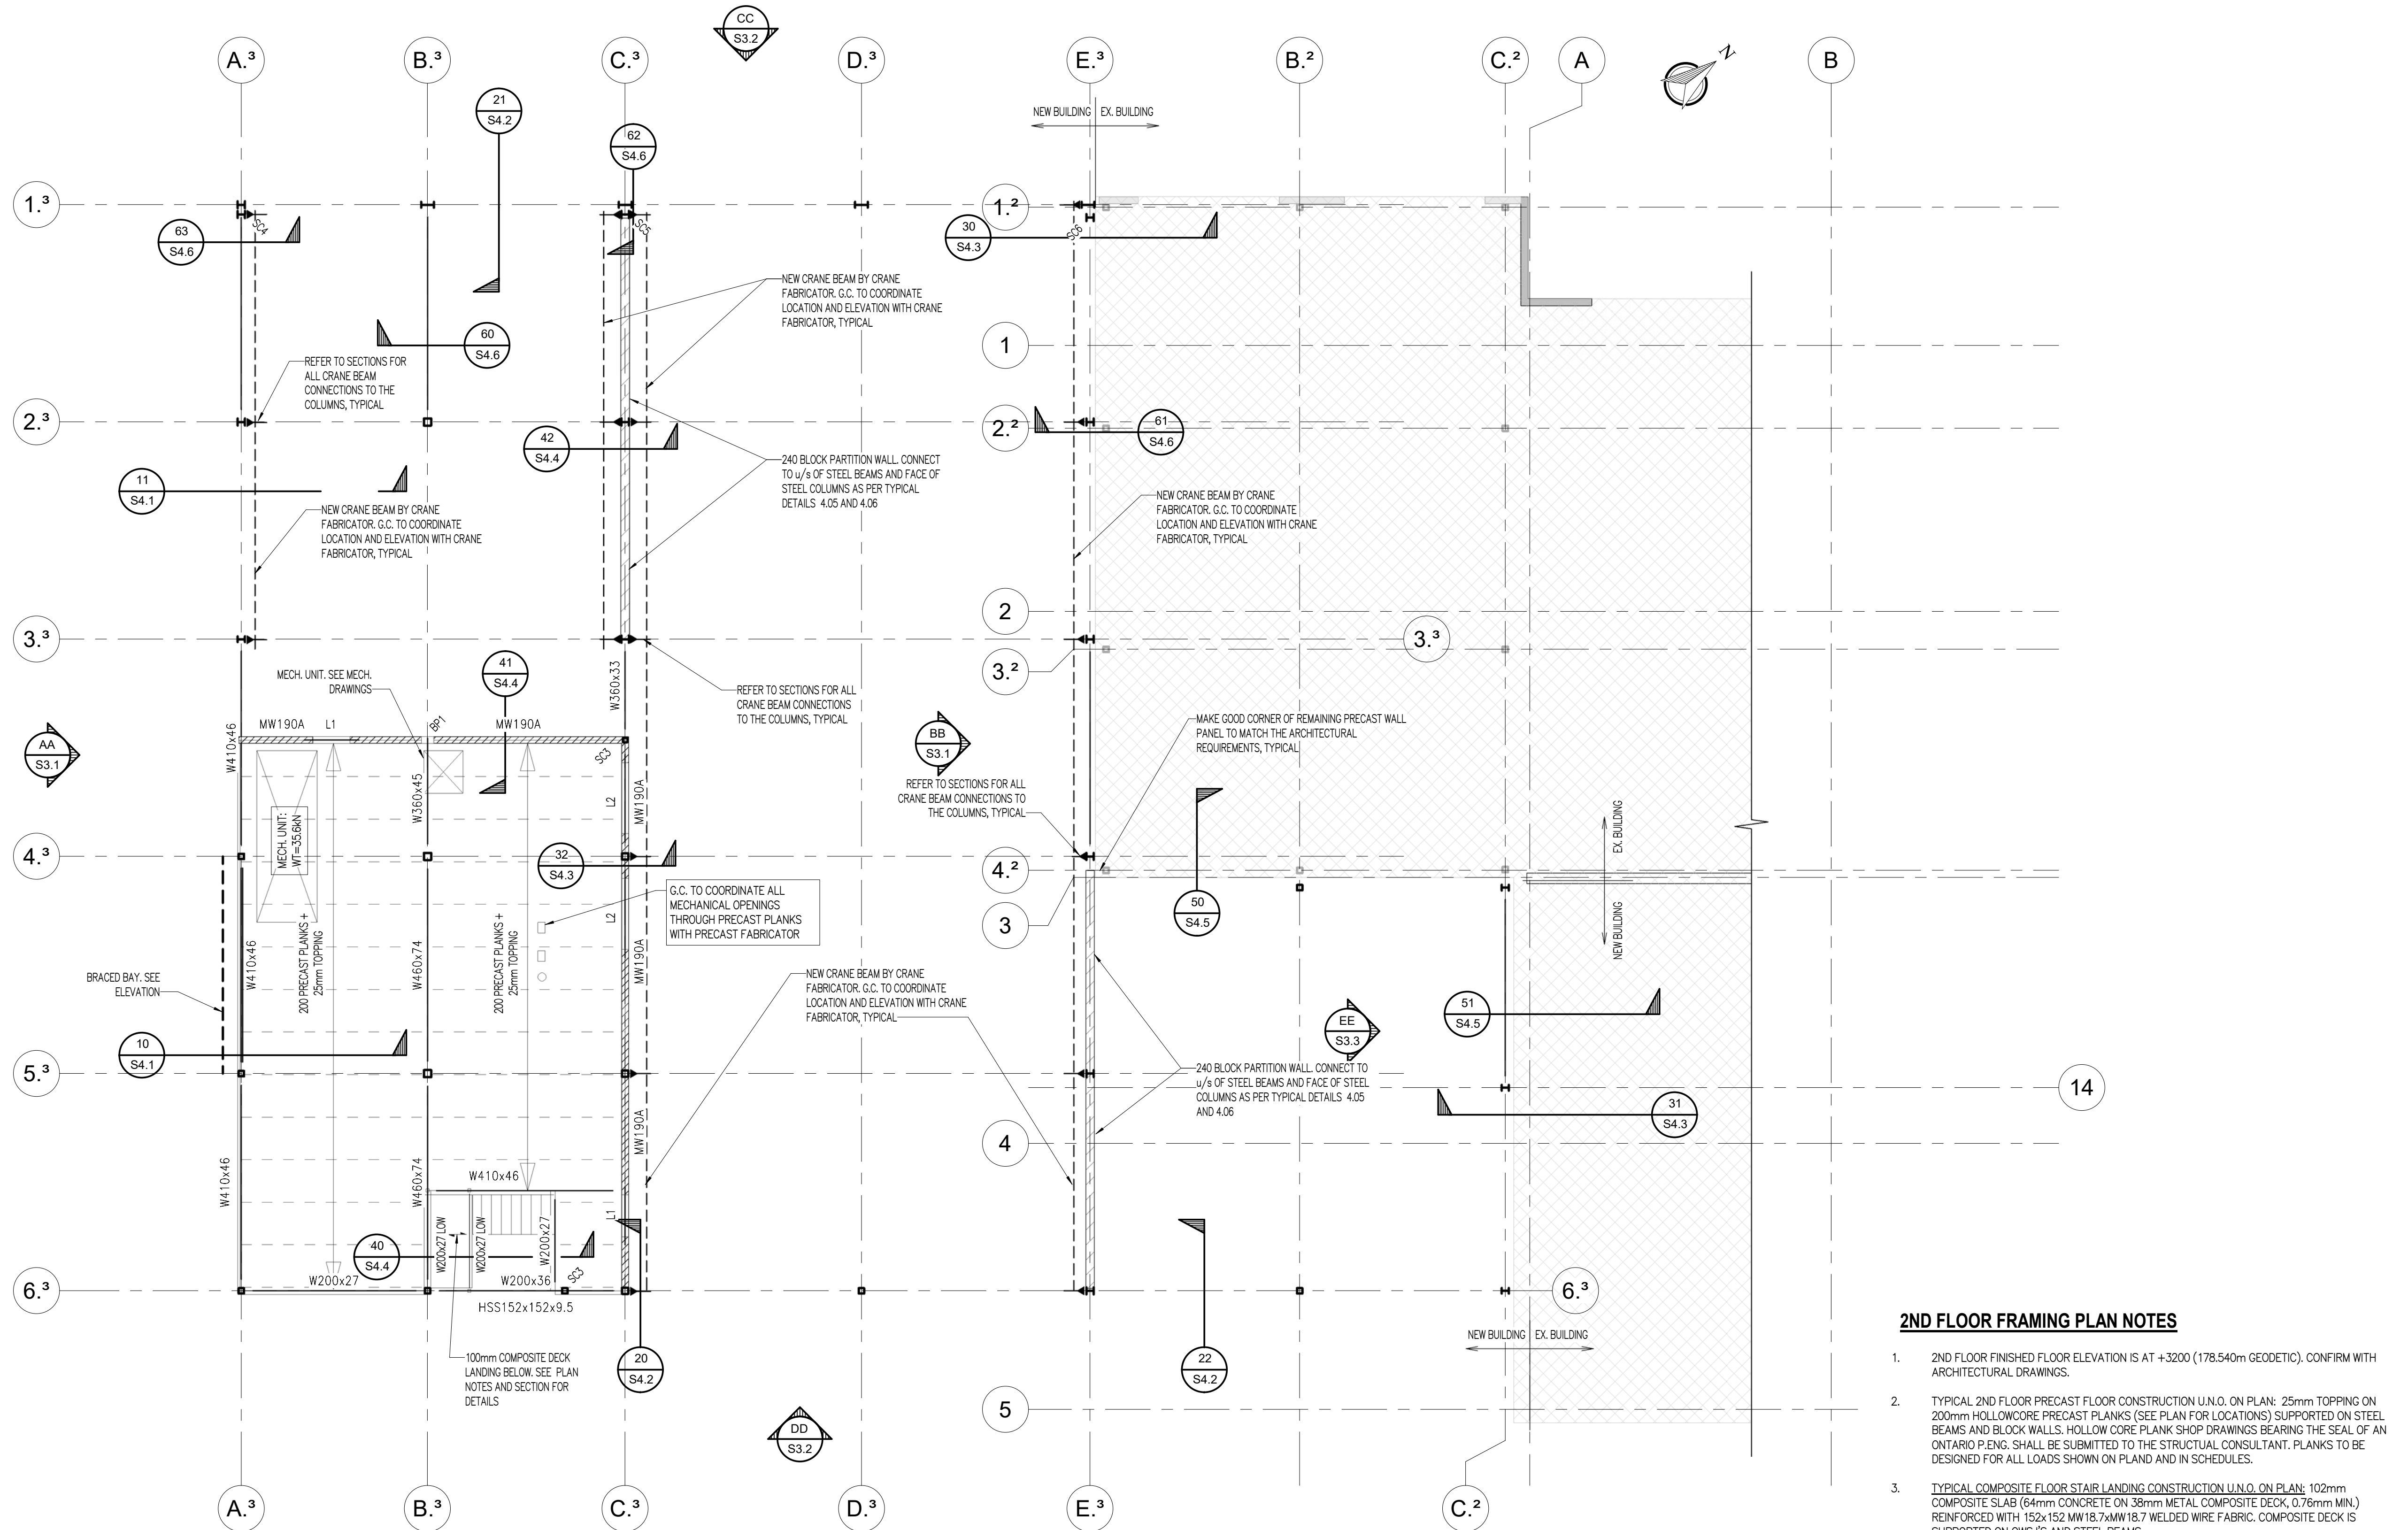 CC
S3.2
A.³
B.³
C.³
D.³
E.³
B.²
C.²
A
B
N
21
S4.2
62
S4.6
NEW BUILDING
EX. BUILDING
1.³
1.²
SC4
SC5
SC6
63
S4.6
30
S4.3
NEW CRANE BEAM BY CRANE
FABRICATOR. G.C. TO COORDINATE
LOCATION AND ELEVATION WITH CRANE
FABRICATOR, TYPICAL
60
S4.6
1
REFER TO SECTIONS FOR
ALL CRANE BEAM
CONNECTIONS TO THE
COLUMNS, TYPICAL
2.³
2.²
42
S4.4
61
S4.6
240 BLOCK PARTITION WALL. CONNECT
TO u/s OF STEEL BEAMS AND FACE OF
STEEL COLUMNS AS PER TYPICAL
DETAILS 4.05 AND 4.06
11
S4.1
NEW CRANE BEAM BY CRANE
FABRICATOR. G.C. TO COORDINATE
LOCATION AND ELEVATION WITH CRANE
FABRICATOR, TYPICAL
NEW CRANE BEAM BY CRANE
FABRICATOR. G.C. TO COORDINATE
LOCATION AND ELEVATION WITH CRANE
FABRICATOR, TYPICAL
2
3.³
3.³
3.²
41
S4.4
MECH. UNIT. SEE MECH.
DRAWINGS
W360x33
REFER TO SECTIONS FOR ALL
CRANE BEAM CONNECTIONS
TO THE COLUMNS, TYPICAL
MW190A
L1
BP1
MW190A
MAKE GOOD CORNER OF REMAINING PRECAST WALL
PANEL TO MATCH THE ARCHITECTURAL
REQUIREMENTS, TYPICAL
AA
S3.1
BB
S3.1
W410x46
SC3
W360x45
L2
MW190A
REFER TO SECTIONS FOR ALL
CRANE BEAM CONNECTIONS TO
THE COLUMNS, TYPICAL
MECH. UNIT:
WT=35.6kN
EX. BUILDING
NEW BUILDING
4.³
4.²
32
S4.3
G.C. TO COORDINATE ALL
MECHANICAL OPENINGS
THROUGH PRECAST PLANKS
WITH PRECAST FABRICATOR
50
S4.5
3
W410x46
200 PRECAST PLANKS +
25mm TOPPING
W460x74
200 PRECAST PLANKS +
25mm TOPPING
L2
MW190A
BRACED BAY. SEE
ELEVATION
NEW CRANE BEAM BY CRANE
FABRICATOR. G.C. TO COORDINATE
LOCATION AND ELEVATION WITH CRANE
FABRICATOR, TYPICAL
51
S4.5
EE
S3.3
10
S4.1
5.³
240 BLOCK PARTITION WALL. CONNECT TO
u/s OF STEEL BEAMS AND FACE OF STEEL
COLUMNS AS PER TYPICAL DETAILS 4.05
AND 4.06
14
31
S4.3
4
MW190A
W410x46
W460x74
W410x46
L1
W200x27 LOW
W200x27 LOW
W200x27
40
S4.4
W200x27
W200x36
SC3
HSS152x152x9.5
6.³
6.³
NEW BUILDING
EX. BUILDING
100mm COMPOSITE DECK
LANDING BELOW. SEE PLAN
NOTES AND SECTION FOR
DETAILS
20
S4.2
22
S4.2
5
DD
S3.2
A.³
B.³
C.³
D.³
E.³
C.²
2ND FLOOR FRAMING PLAN NOTES
1. 2ND FLOOR FINISHED FLOOR ELEVATION IS AT +3200 (178.540m GEODETIC). CONFIRM WITH
ARCHITECTURAL DRAWINGS.
2. TYPICAL 2ND FLOOR PRECAST FLOOR CONSTRUCTION U.N.O. ON PLAN: 25mm TOPPING ON
200mm HOLLOWCORE PRECAST PLANKS (SEE PLAN FOR LOCATIONS) SUPPORTED ON STEEL
BEAMS AND BLOCK WALLS. HOLLOW CORE PLANK SHOP DRAWINGS BEARING THE SEAL OF AN
ONTARIO P.ENG. SHALL BE SUBMITTED TO THE STRUCTUAL CONSULTANT. PLANKS TO BE
DESIGNED FOR ALL LOADS SHOWN ON PLAND AND IN SCHEDULES.
3. TYPICAL COMPOSITE FLOOR STAIR LANDING CONSTRUCTION U.N.O. ON PLAN: 102mm
COMPOSITE SLAB (64mm CONCRETE ON 38mm METAL COMPOSITE DECK, 0.76mm MIN.)
REINFORCED WITH 152x152 MW18.7xMW18.7 WELDED WIRE FABRIC. COMPOSITE DECK IS
SUPPORTED ON OWSJ'S AND STEEL BEAMS